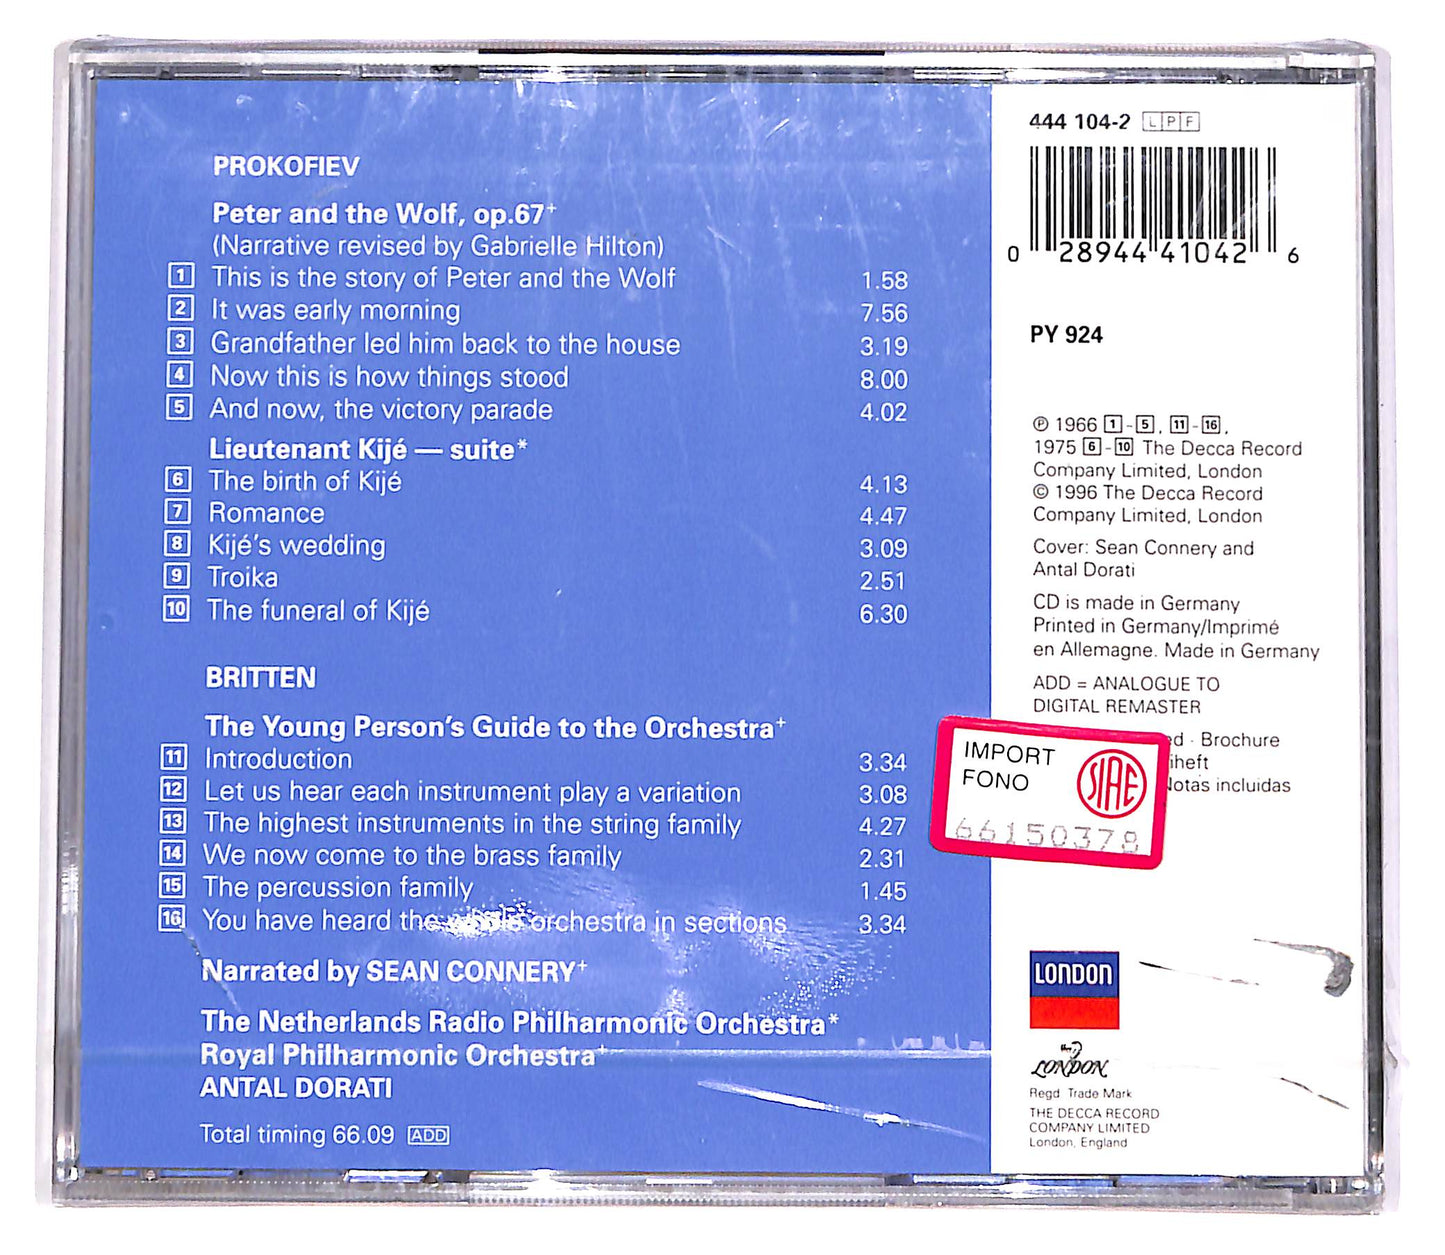 PROKOFIEV
Peter and the Wolf, op.67+
(Narrative revised by Gabrielle Hilton)
1 This is the story of Peter and the Wolf 1.58
2 It was early morning 7.56
3 Grandfather led him back to the house 3.19
4 Now this is how things stood 8.00
5 And now, the victory parade 4.02
Lieutenant Kijé — suite*
6 The birth of Kijé 4.13
7 Romance 4.47
8 Kijé's wedding 3.09
9 Troika 2.51
10 The funeral of Kijé 6.30
BRITTEN
The Young Person's Guide to the Orchestra+
11 Introduction 3.34
12 Let us hear each instrument play a variation 3.08
13 The highest instruments in the string family 4.27
14 We now come to the brass family 2.31
15 The percussion family 1.45
16 You have heard the whole orchestra in sections 3.34
Narrated by SEAN CONNERY+
The Netherlands Radio Philharmonic Orchestra*
Royal Philharmonic Orchestra+
ANTAL DORATI
Total timing 66.09 ADD
444 104-2 LPF
0 28944 41042 6
PY 924
℗ 1966 1-5, 11-16,
1975 6-10 The Decca Record
Company Limited, London
© 1996 The Decca Record
Company Limited, London
Cover: Sean Connery and
Antal Dorati
CD is made in Germany
Printed in Germany/Imprimé
en Allemagne. Made in Germany
ADD = ANALOGUE TO
DIGITAL REMASTER
ed · Brochure
iheft
Notas incluidas
IMPORT
FONO
SIAE
66150378
LONDON
LONDON
Regd Trade Mark
THE DECCA RECORD
COMPANY LIMITED
London, England